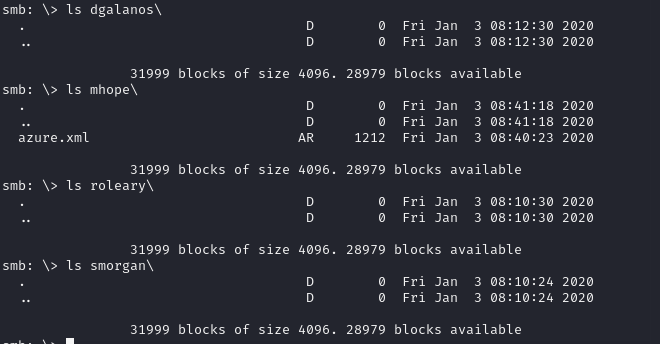 smb: \> ls dgalanos\
  .                                   D        0  Fri Jan  3 08:12:30 2020
  ..                                  D        0  Fri Jan  3 08:12:30 2020
                31999 blocks of size 4096. 28979 blocks available
smb: \> ls mhope\
  .                                   D        0  Fri Jan  3 08:41:18 2020
  ..                                  D        0  Fri Jan  3 08:41:18 2020
  azure.xml                          AR     1212  Fri Jan  3 08:40:23 2020
                31999 blocks of size 4096. 28979 blocks available
smb: \> ls roleary\
  .                                   D        0  Fri Jan  3 08:10:30 2020
  ..                                  D        0  Fri Jan  3 08:10:30 2020
                31999 blocks of size 4096. 28979 blocks available
smb: \> ls smorgan\
  .                                   D        0  Fri Jan  3 08:10:24 2020
  ..                                  D        0  Fri Jan  3 08:10:24 2020
                31999 blocks of size 4096. 28979 blocks available
smb: \>